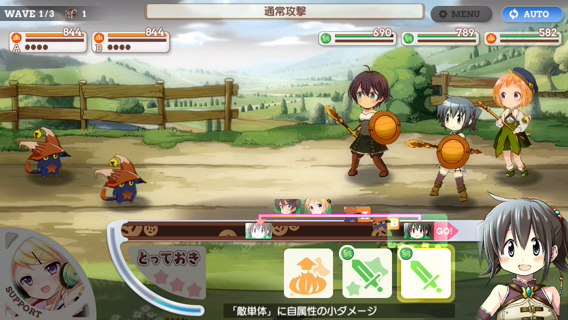 WAVE 1/3 1
通常攻撃
MENU
AUTO
844
844
A
B
690
789
582
GO!
とっておき
SUPPORT
「敵単体」に自属性の小ダメージ